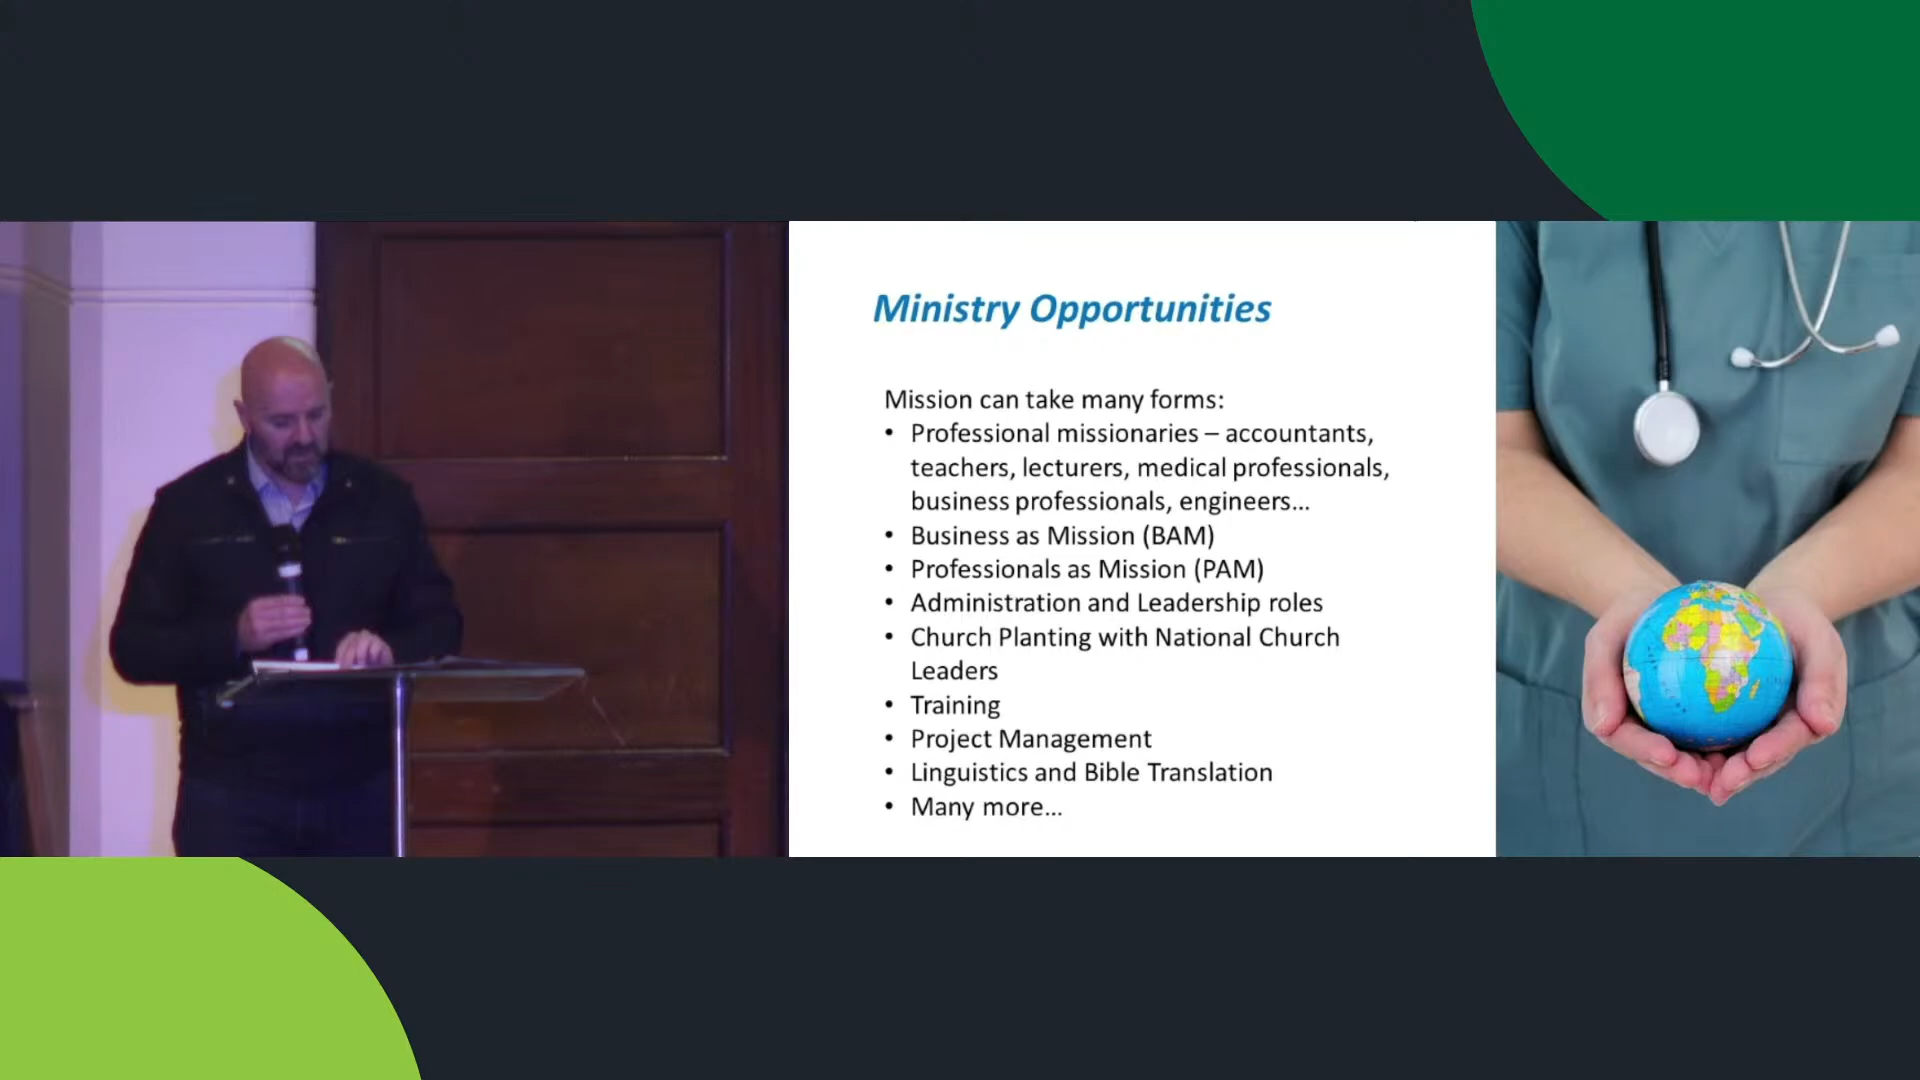 Ministry Opportunities
Mission can take many forms:
• Professional missionaries – accountants,
teachers, lecturers, medical professionals,
business professionals, engineers...
• Business as Mission (BAM)
• Professionals as Mission (PAM)
• Administration and Leadership roles
• Church Planting with National Church
Leaders
• Training
• Project Management
• Linguistics and Bible Translation
• Many more...